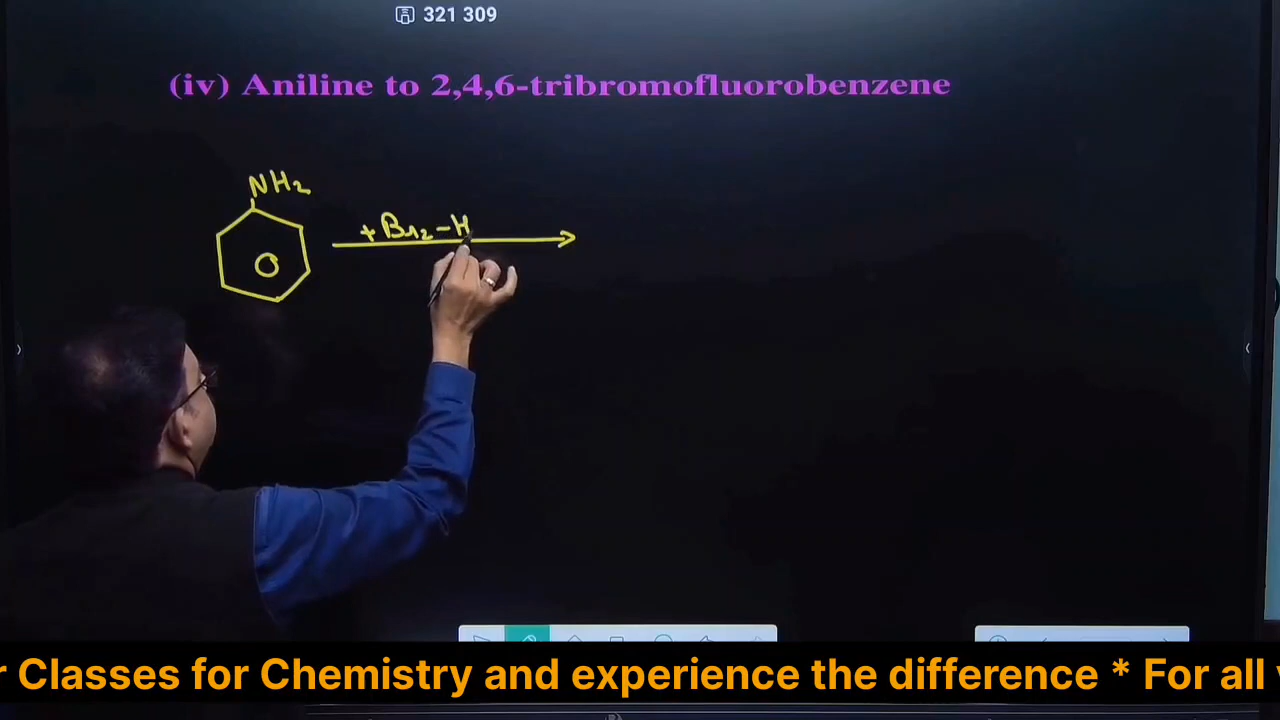 321 309
(iv) Aniline to 2,4,6-tribromofluorobenzene
NH2
+Br2-H
Classes for Chemistry and experience the difference * For all